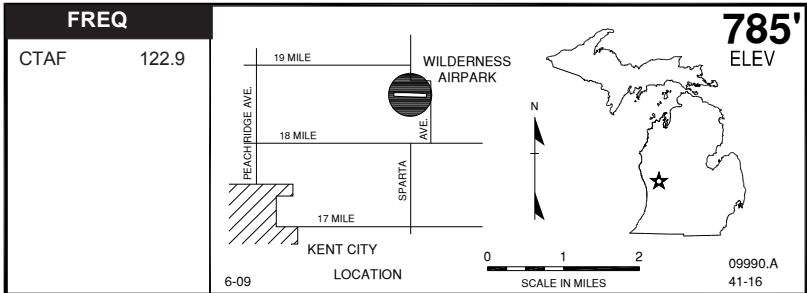 FREQ
CTAF 122.9
785'
ELEV
19 MILE
WILDERNESS
AIRPARK
PEACH RIDGE AVE.
18 MILE
AVE.
SPARTA
17 MILE
KENT CITY
LOCATION
6-09
N
0 1 2
SCALE IN MILES
09990.A
41-16